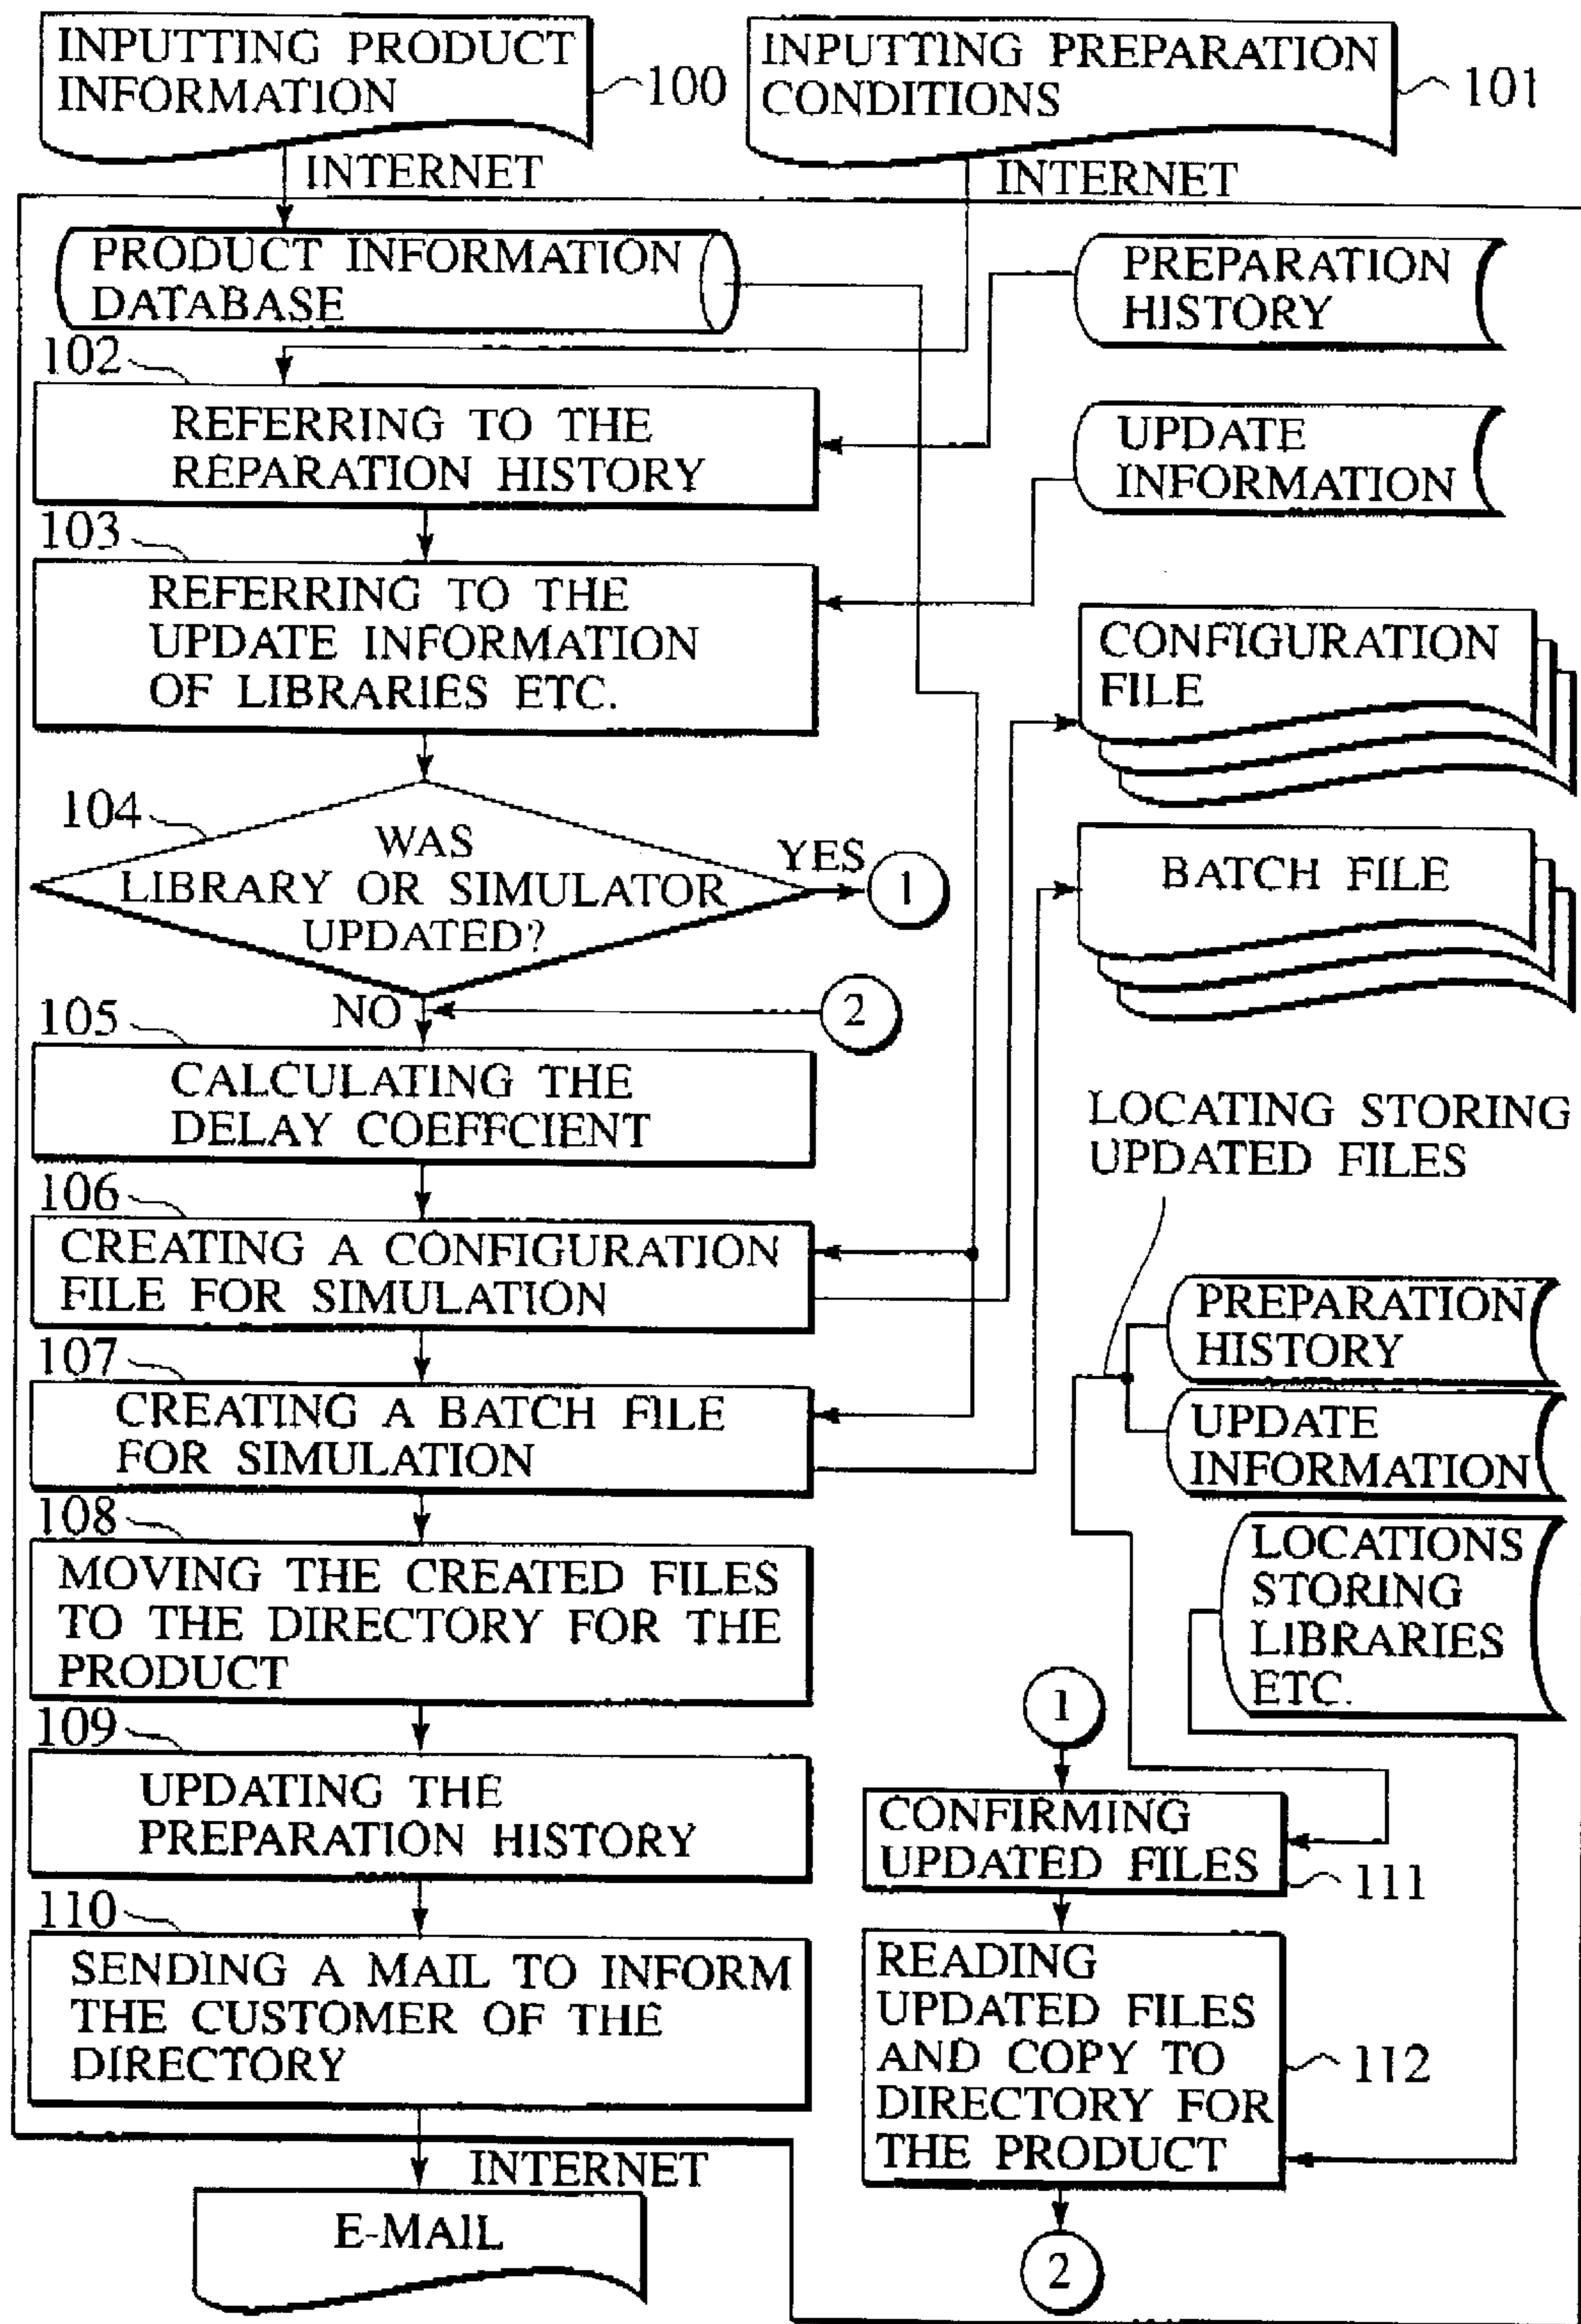 INPUTTING PRODUCT
INFORMATION
100
INPUTTING PREPARATION
CONDITIONS
101
INTERNET
INTERNET
PRODUCT INFORMATION
DATABASE
PREPARATION
HISTORY
102
REFERRING TO THE
REPARATION HISTORY
UPDATE
INFORMATION
103
REFERRING TO THE
UPDATE INFORMATION
OF LIBRARIES ETC.
CONFIGURATION
FILE
104
WAS
LIBRARY OR SIMULATOR
UPDATED?
YES
1
BATCH FILE
NO
2
105
CALCULATING THE
DELAY COEFFCIENT
LOCATING STORING
UPDATED FILES
106
CREATING A CONFIGURATION
FILE FOR SIMULATION
PREPARATION
HISTORY
107
CREATING A BATCH FILE
FOR SIMULATION
UPDATE
INFORMATION
108
MOVING THE CREATED FILES
TO THE DIRECTORY FOR THE
PRODUCT
LOCATIONS
STORING
LIBRARIES
ETC.
109
UPDATING THE
PREPARATION HISTORY
1
CONFIRMING
UPDATED FILES
111
110
SENDING A MAIL TO INFORM
THE CUSTOMER OF THE
DIRECTORY
READING
UPDATED FILES
AND COPY TO
DIRECTORY FOR
THE PRODUCT
112
INTERNET
E-MAIL
2